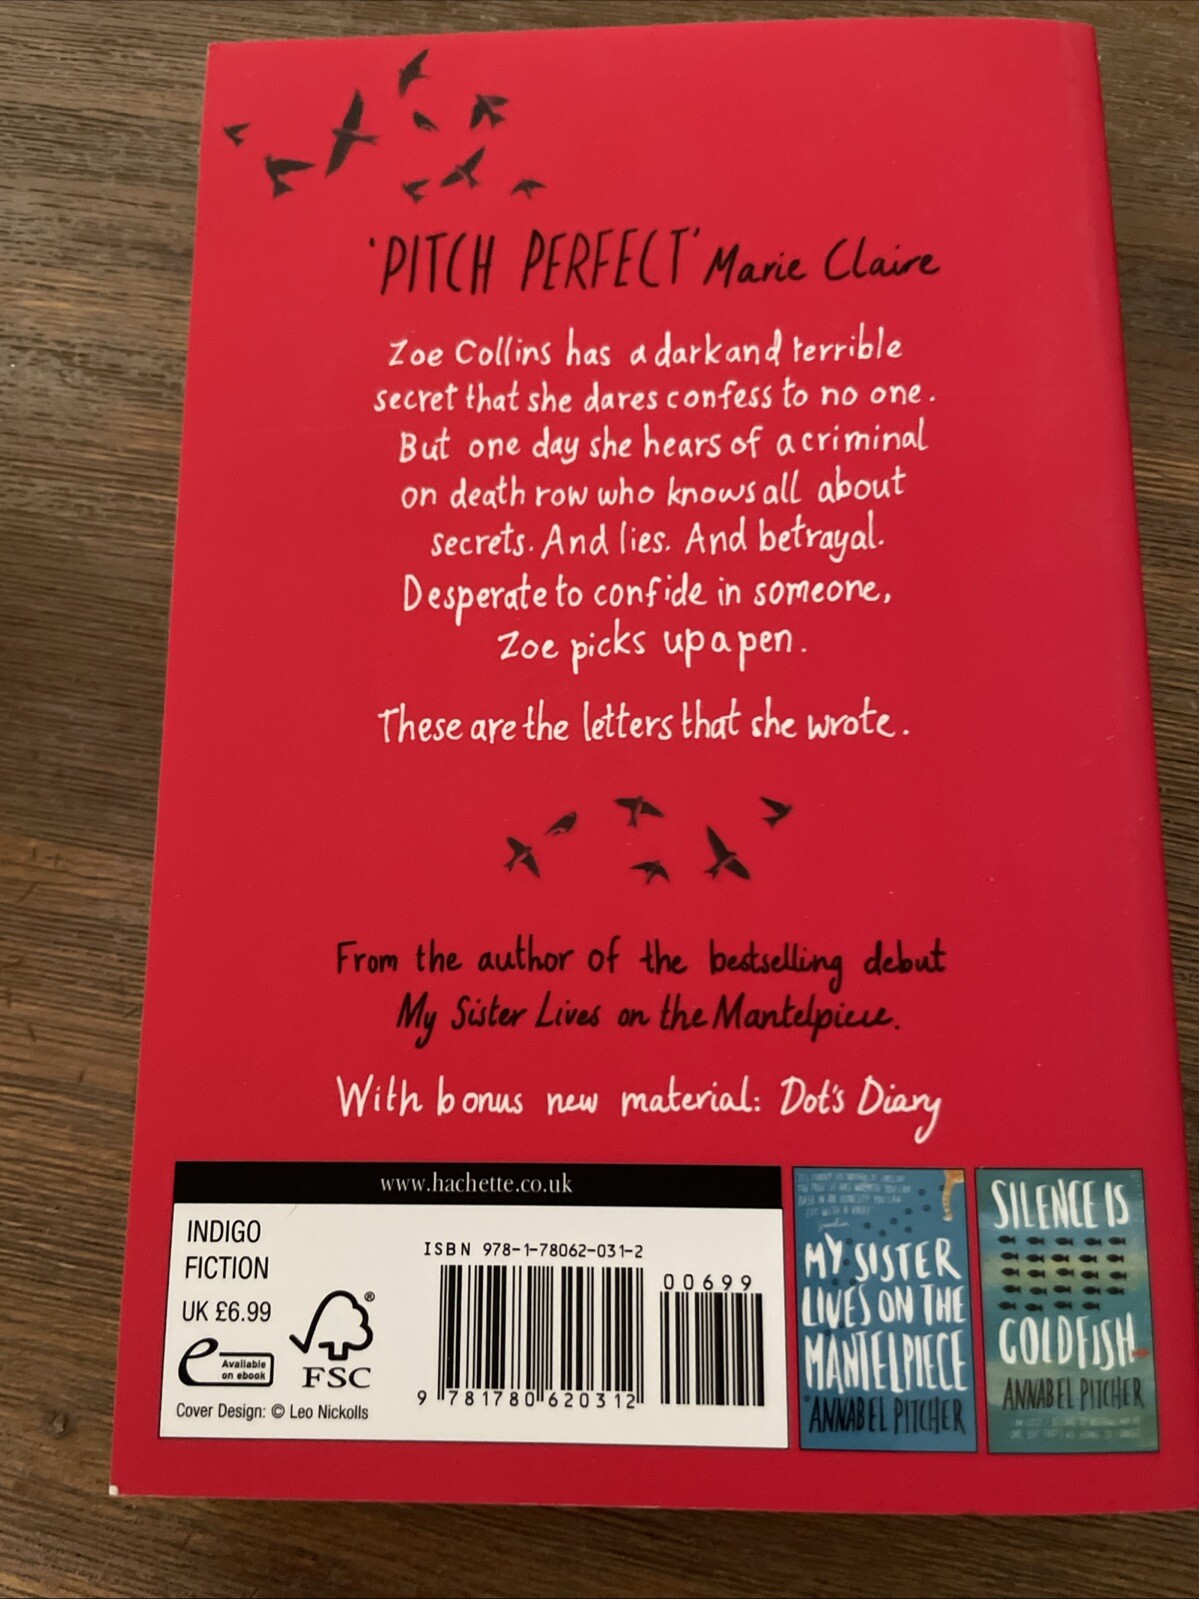 'PITCH PERFECT' Marie Claire
Zoe Collins has a dark and terrible
secret that she dares confess to no one.
But one day she hears of a criminal
on death row who knows all about
secrets. And lies. And betrayal.
Desperate to confide in someone,
Zoe picks up a pen.
These are the letters that she wrote.
From the author of the bestselling debut
My Sister Lives on the Mantelpiece.
With bonus new material: Dot's Diary
www.hachette.co.uk
INDIGO
FICTION
UK £6.99
e Available
on ebook
FSC
®
Cover Design: © Leo Nickolls
ISBN 978-1-78062-031-2
00699
9 781780 620312
MY SISTER
LIVES ON THE
MANTELPIECE
ANNABEL PITCHER
SILENCE IS
GOLDFISH
ANNABEL PITCHER